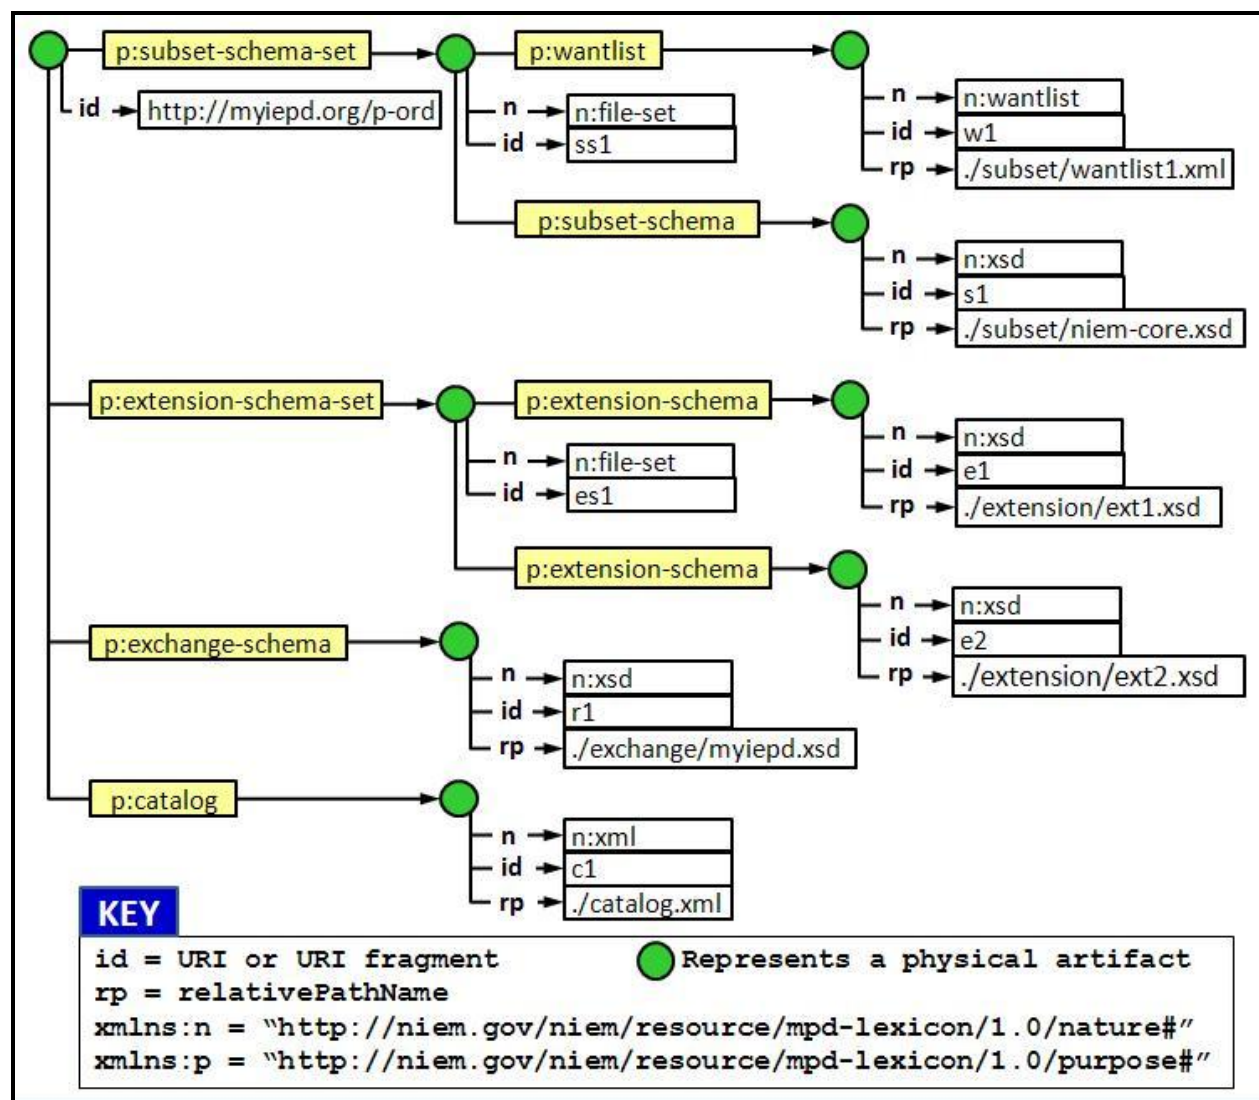 p:subset-schema-set
p:wantlist
id
http://myiepd.org/p-ord
n
n:file-set
id
ss1
n
n:wantlist
id
w1
rp
./subset/wantlist1.xml
p:subset-schema
n
n:xsd
id
s1
rp
./subset/niem-core.xsd
p:extension-schema-set
p:extension-schema
n
n:file-set
id
es1
n
n:xsd
id
e1
rp
./extension/ext1.xsd
p:extension-schema
n
n:xsd
id
e2
rp
./extension/ext2.xsd
p:exchange-schema
n
n:xsd
id
r1
rp
./exchange/myiepd.xsd
p:catalog
n
n:xml
id
c1
rp
./catalog.xml
KEY
id = URI or URI fragment
Represents a physical artifact
rp = relativePathName
xmlns:n = “http://niem.gov/niem/resource/mpd-lexicon/1.0/nature#”
xmlns:p = “http://niem.gov/niem/resource/mpd-lexicon/1.0/purpose#”